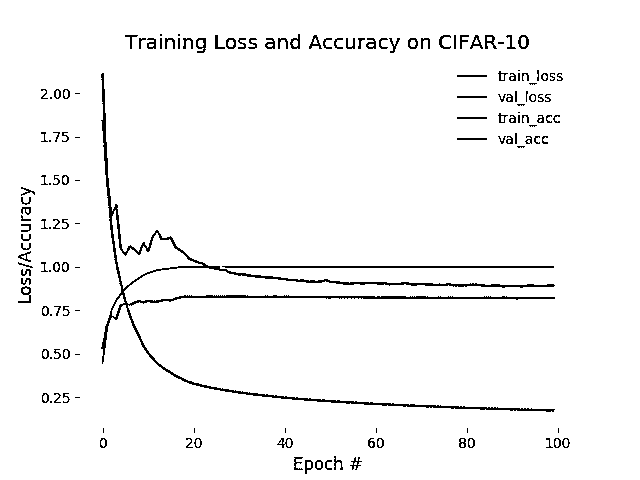 Training Loss and Accuracy on CIFAR-10
train_loss
val_loss
train_acc
val_acc
2.00
1.75
1.50
1.25
1.00
0.75
0.50
0.25
Loss/Accuracy
0 20 40 60 80 100
Epoch #